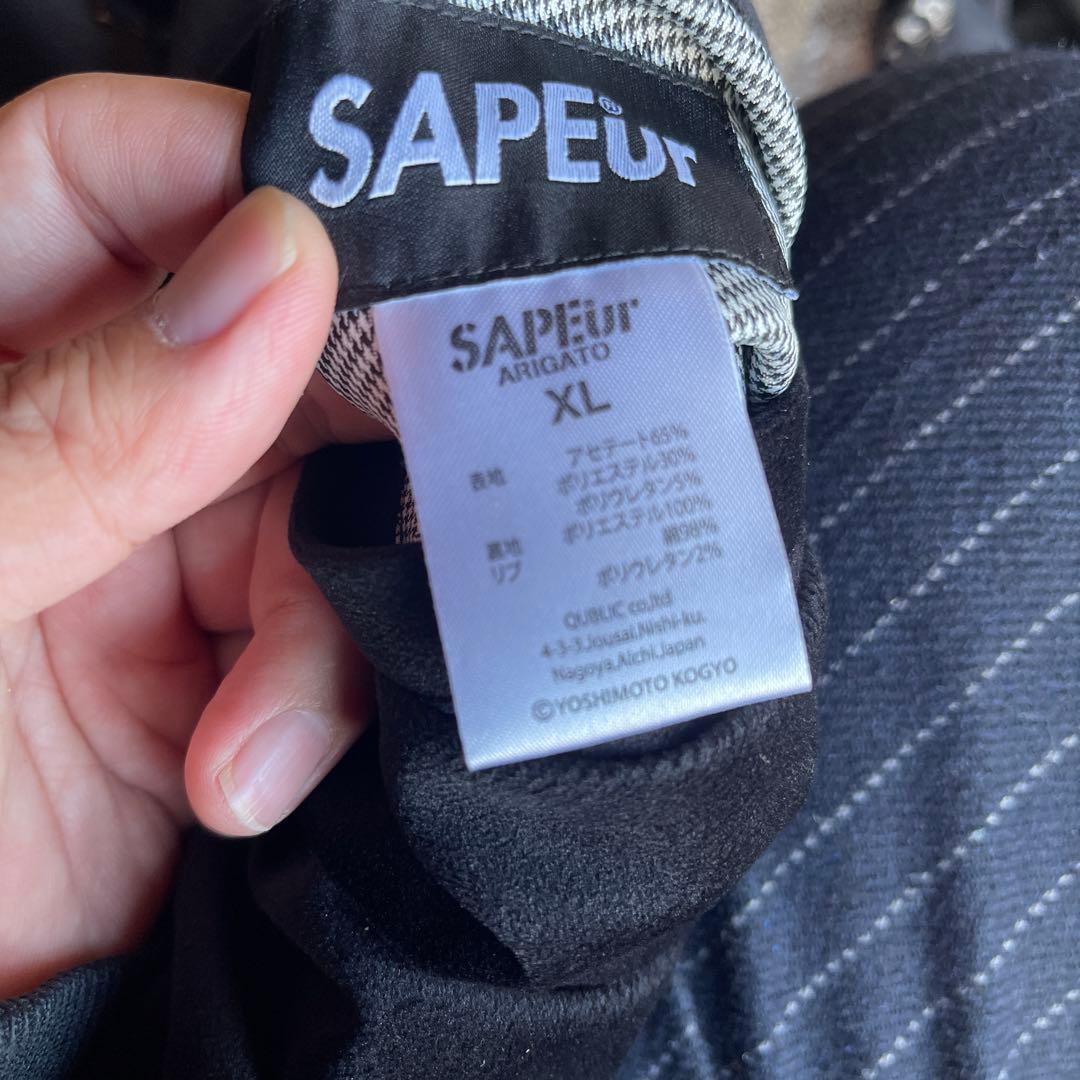 SAPEur®
SAPEur
ARIGATO
XL
表地 アセテート65%
ポリエステル30%
ポリウレタン5%
裏地 ポリエステル100%
リブ 綿98%
ポリウレタン2%
QUBLIC co,ltd
4-3-3,Jousai,Nishi-ku,
Nagoya,Aichi,Japan
©YOSHIMOTO KOGYO